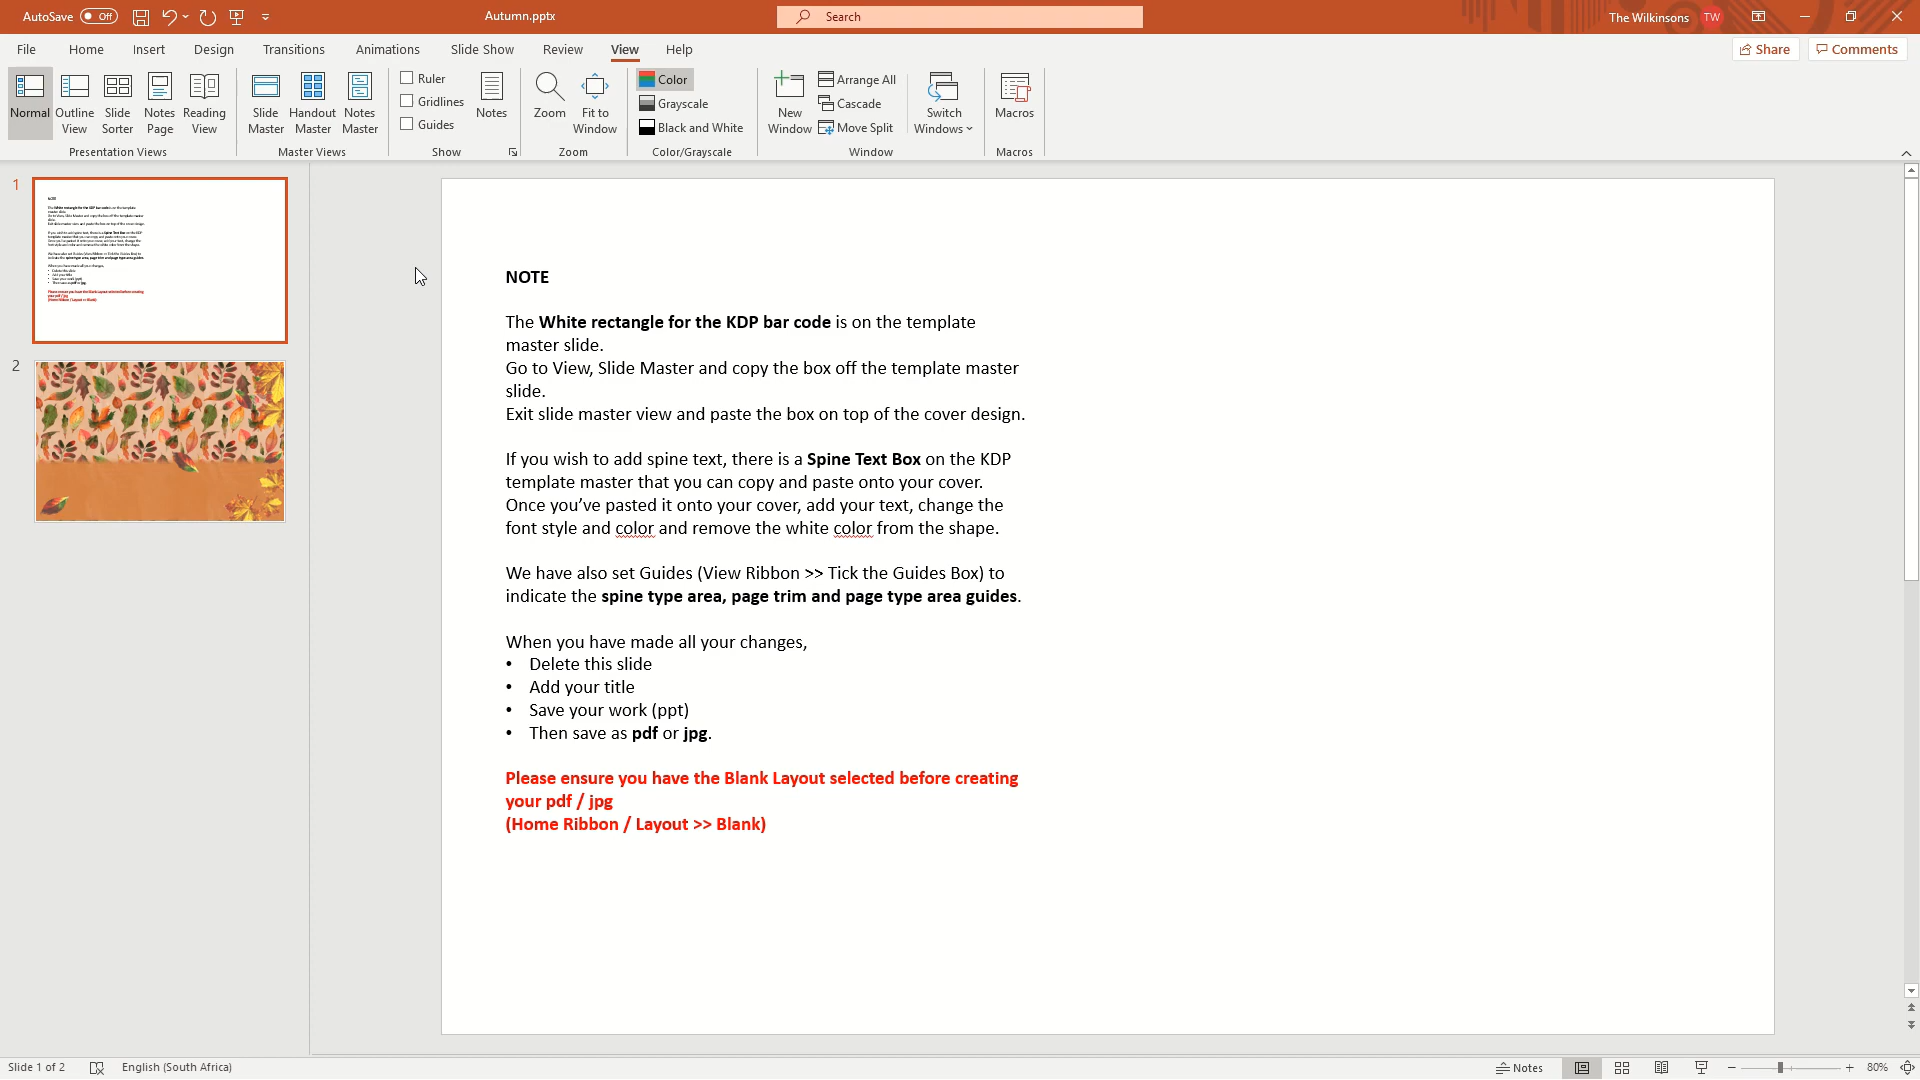 AutoSave Off
Autumn.pptx
Search
The Wilkinsons TW
File Home Insert Design Transitions Animations Slide Show Review View Help
Share Comments
Normal
Outline View
Slide Sorter
Notes Page
Reading View
Presentation Views
Slide Master
Handout Master
Notes Master
Master Views
Ruler
Gridlines
Guides
Notes
Show
Zoom
Fit to Window
Zoom
Color
Grayscale
Black and White
Color/Grayscale
New Window
Arrange All
Cascade
Move Split
Switch Windows
Window
Macros
Macros
1
2
NOTE
The White rectangle for the KDP bar code is on the template
master slide.
Go to View, Slide Master and copy the box off the template master
slide.
Exit slide master view and paste the box on top of the cover design.
If you wish to add spine text, there is a Spine Text Box on the KDP
template master that you can copy and paste onto your cover.
Once you’ve pasted it onto your cover, add your text, change the
font style and color and remove the white color from the shape.
We have also set Guides (View Ribbon >> Tick the Guides Box) to
indicate the spine type area, page trim and page type area guides.
When you have made all your changes,
• Delete this slide
• Add your title
• Save your work (ppt)
• Then save as pdf or jpg.
Please ensure you have the Blank Layout selected before creating
your pdf / jpg
(Home Ribbon / Layout >> Blank)
Slide 1 of 2
English (South Africa)
Notes
80%